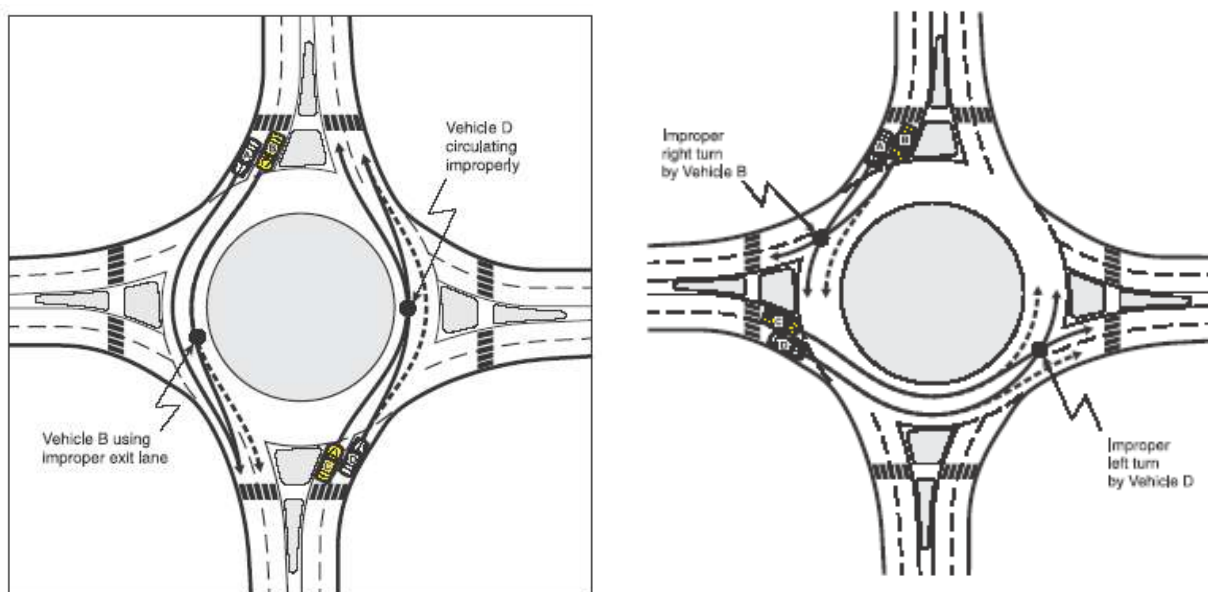 Vehicle D
circulating
improperly
Vehicle B using
improper exit lane
Improper
right turn
by Vehicle B
Improper
left turn
by Vehicle D
A
B